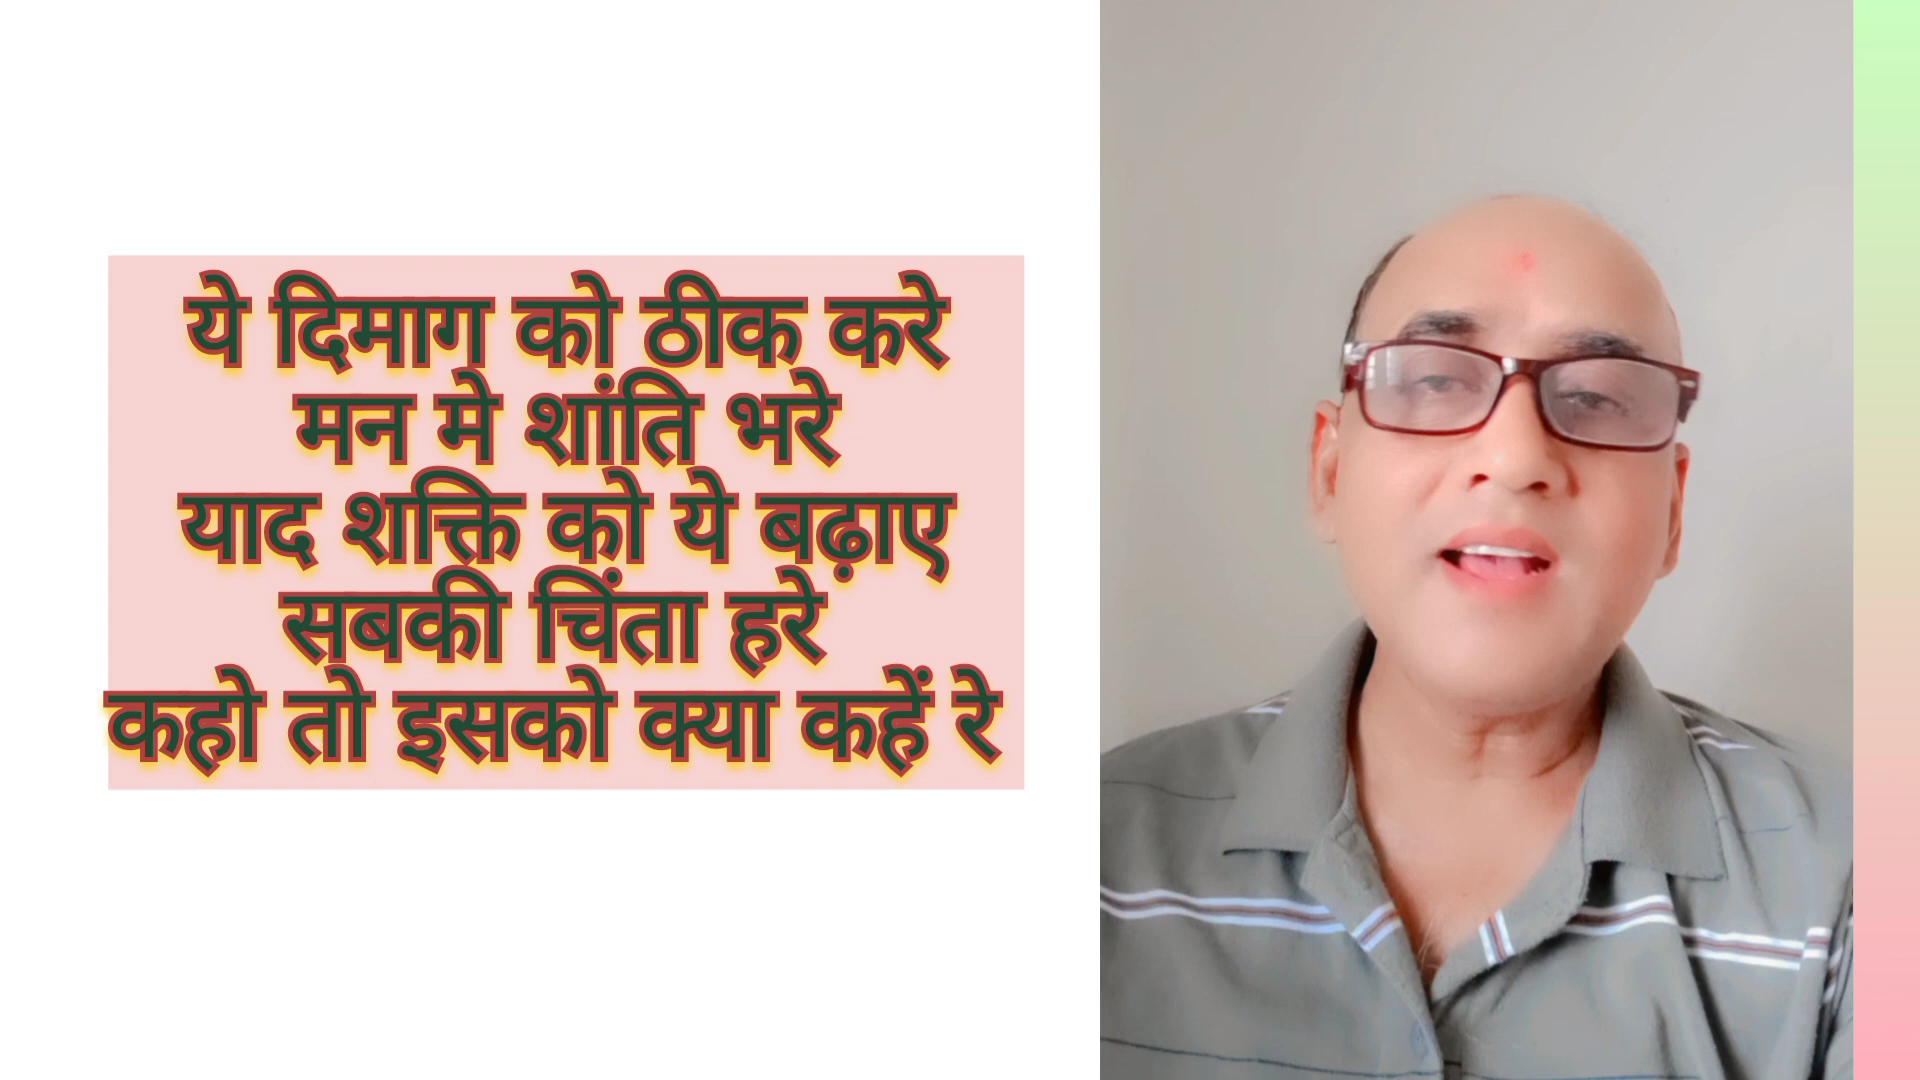 ये दिमाग को ठीक करे
मन मे शांति भरे
याद शक्ति को ये बढ़ाए
सबकी चिंता हरे
कहो तो इसको क्या कहें रे